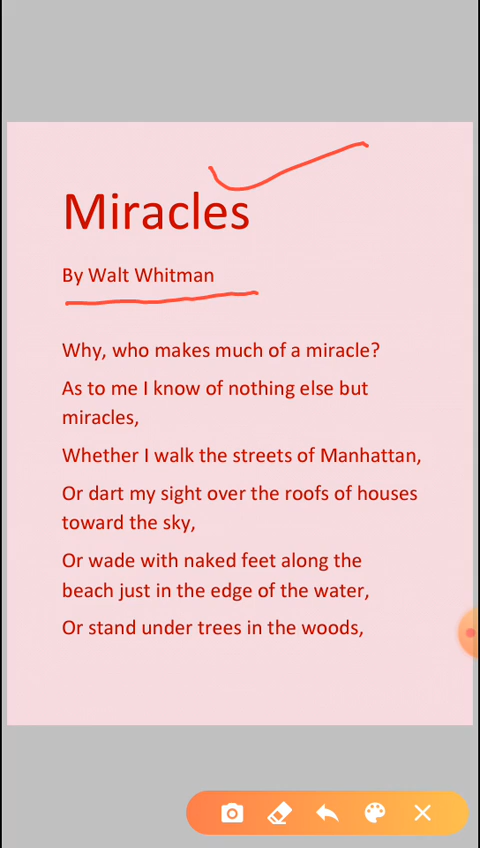 Miracles
By Walt Whitman
Why, who makes much of a miracle?
As to me I know of nothing else but
miracles,
Whether I walk the streets of Manhattan,
Or dart my sight over the roofs of houses
toward the sky,
Or wade with naked feet along the
beach just in the edge of the water,
Or stand under trees in the woods,